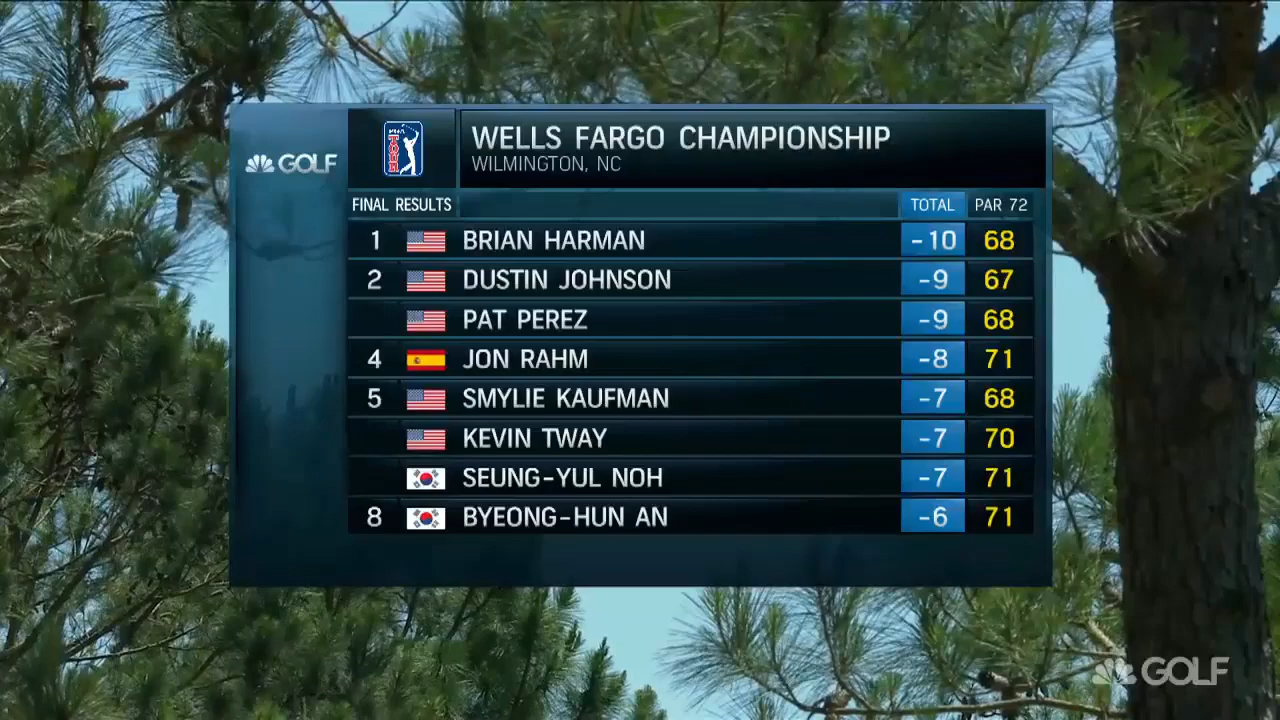 WELLS FARGO CHAMPIONSHIP
GOLF
PGA TOUR
WILMINGTON, NC
FINAL RESULTS TOTAL PAR 72
1 BRIAN HARMAN -10 68
2 DUSTIN JOHNSON -9 67
PAT PEREZ -9 68
4 JON RAHM -8 71
5 SMYLIE KAUFMAN -7 68
KEVIN TWAY -7 70
SEUNG-YUL NOH -7 71
8 BYEONG-HUN AN -6 71
GOLF